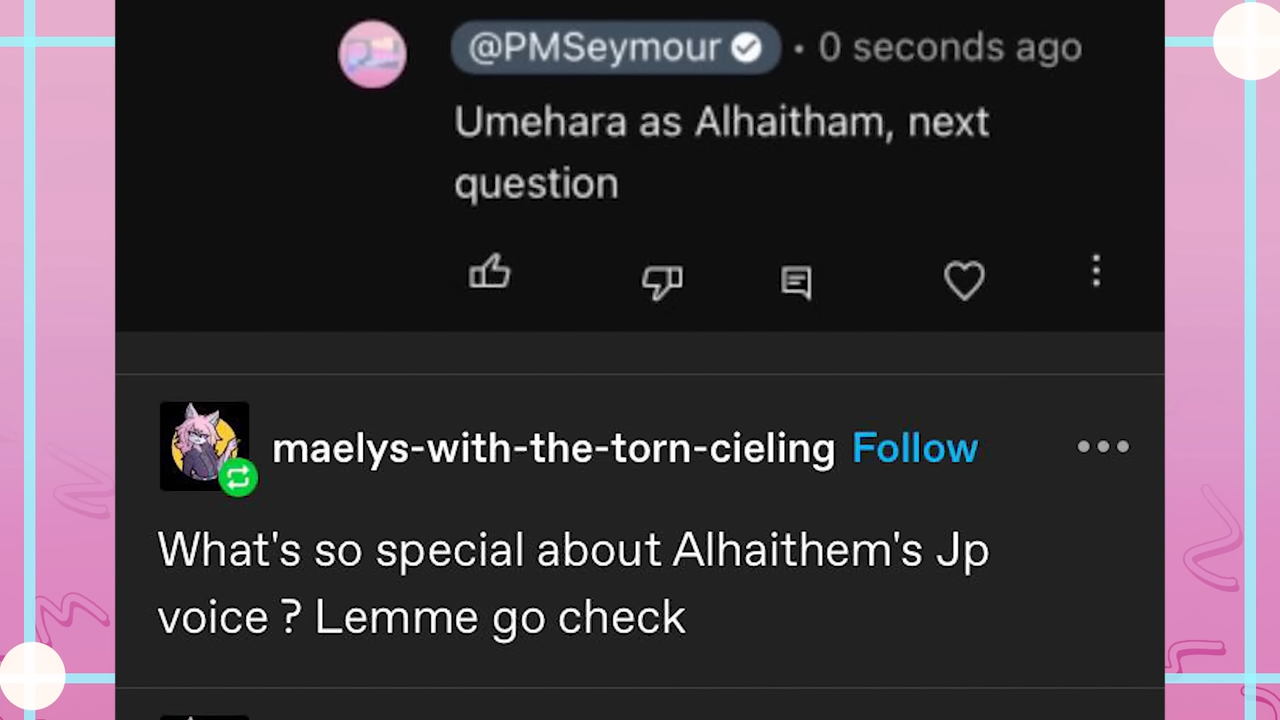 @PMSeymour • 0 seconds ago
Umehara as Alhaitham, next
question
maelys-with-the-torn-cieling Follow
What's so special about Alhaithem's Jp
voice ? Lemme go check